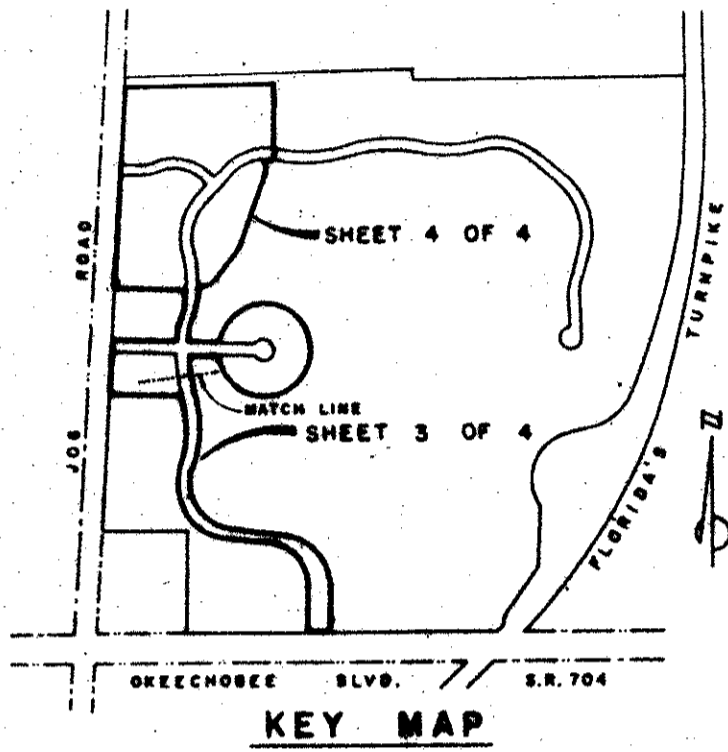 SHEET 4 OF 4
ROAD
JOG
TURNPIKE
FLORIDA'S
MATCH LINE
SHEET 3 OF 4
OKEECHOBEE BLVD. S.R. 704
KEY MAP